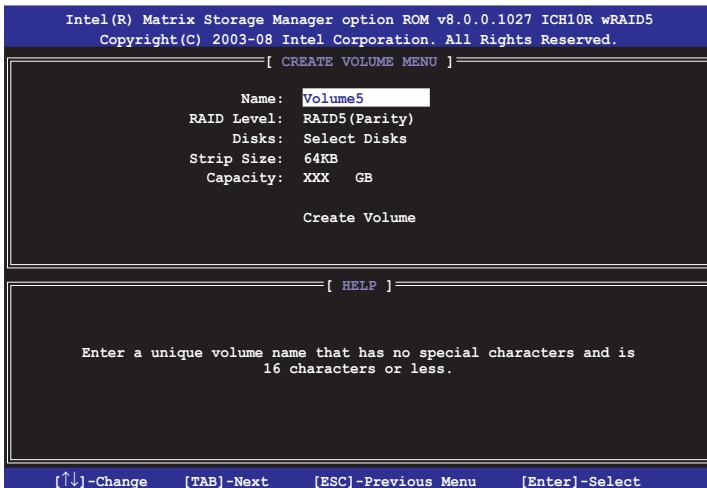 Intel(R) Matrix Storage Manager option ROM v8.0.0.1027 ICH10R wRAID5
Copyright(C) 2003-08 Intel Corporation. All Rights Reserved.
[ CREATE VOLUME MENU ]
Name: Volume5
RAID Level: RAID5(Parity)
Disks: Select Disks
Strip Size: 64KB
Capacity: XXX GB
Create Volume
[ HELP ]
Enter a unique volume name that has no special characters and is
16 characters or less.
[↑↓]-Change [TAB]-Next [ESC]-Previous Menu [Enter]-Select